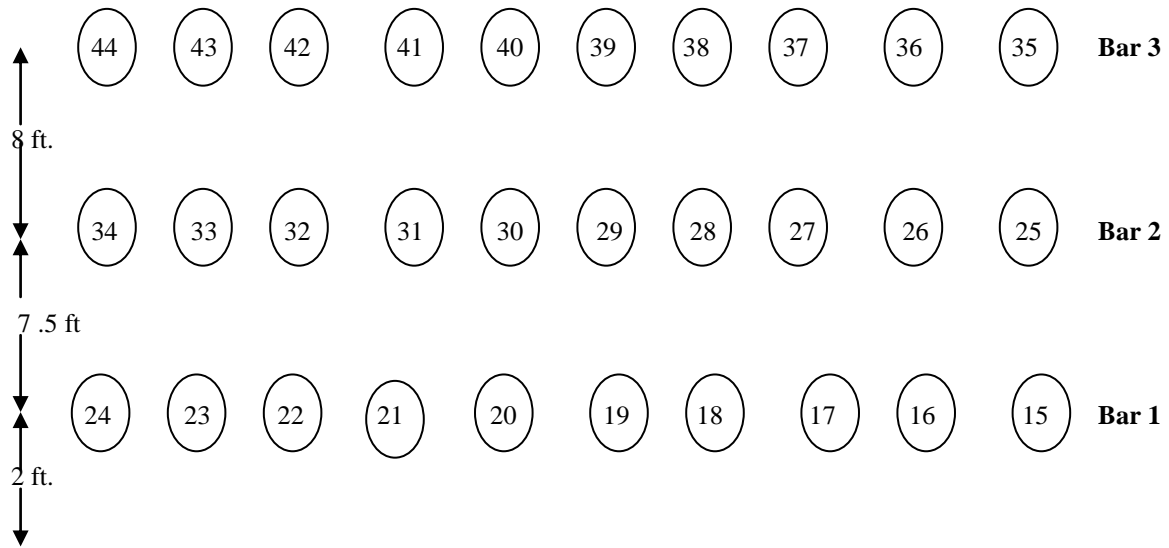 44 43 42 41 40 39 38 37 36 35 Bar 3
8 ft.
34 33 32 31 30 29 28 27 26 25 Bar 2
7 .5 ft
24 23 22 21 20 19 18 17 16 15 Bar 1
2 ft.